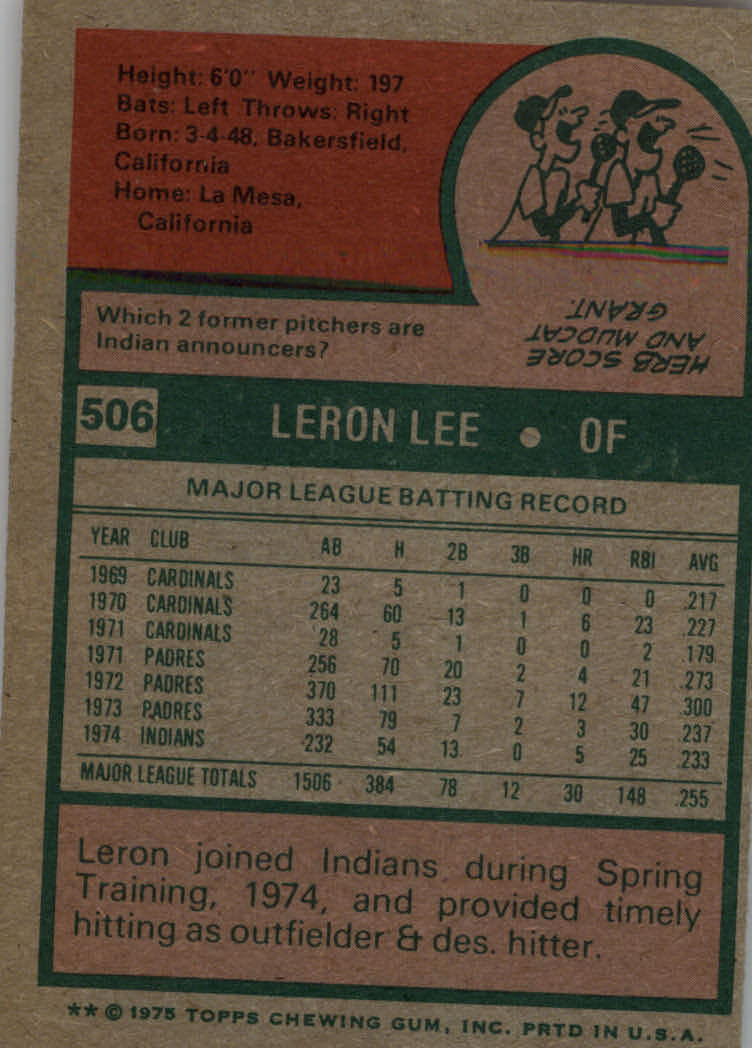 Height: 6'0" Weight: 197
Bats: Left Throws: Right
Born: 3-4-48, Bakersfield,
California
Home: La Mesa,
California
Which 2 former pitchers are
Indian announcers?
HERB SCORE
AND MUDCAT
GRANT.
506 LERON LEE • OF
MAJOR LEAGUE BATTING RECORD
YEAR CLUB AB H 2B 3B HR RBI AVG
1969 CARDINALS 23 5 1 0 0 0 .217
1970 CARDINALS 264 60 13 1 6 23 .227
1971 CARDINALS 28 5 1 0 0 2 .179
1971 PADRES 256 70 20 2 4 21 .273
1972 PADRES 370 111 23 7 12 47 .300
1973 PADRES 333 79 7 2 3 30 .237
1974 INDIANS 232 54 13 0 5 25 .233
MAJOR LEAGUE TOTALS 1506 384 78 12 30 148 .255
Leron joined Indians during Spring
Training, 1974, and provided timely
hitting as outfielder & des. hitter.
** © 1975 TOPPS CHEWING GUM, INC. PRTD IN U.S.A.